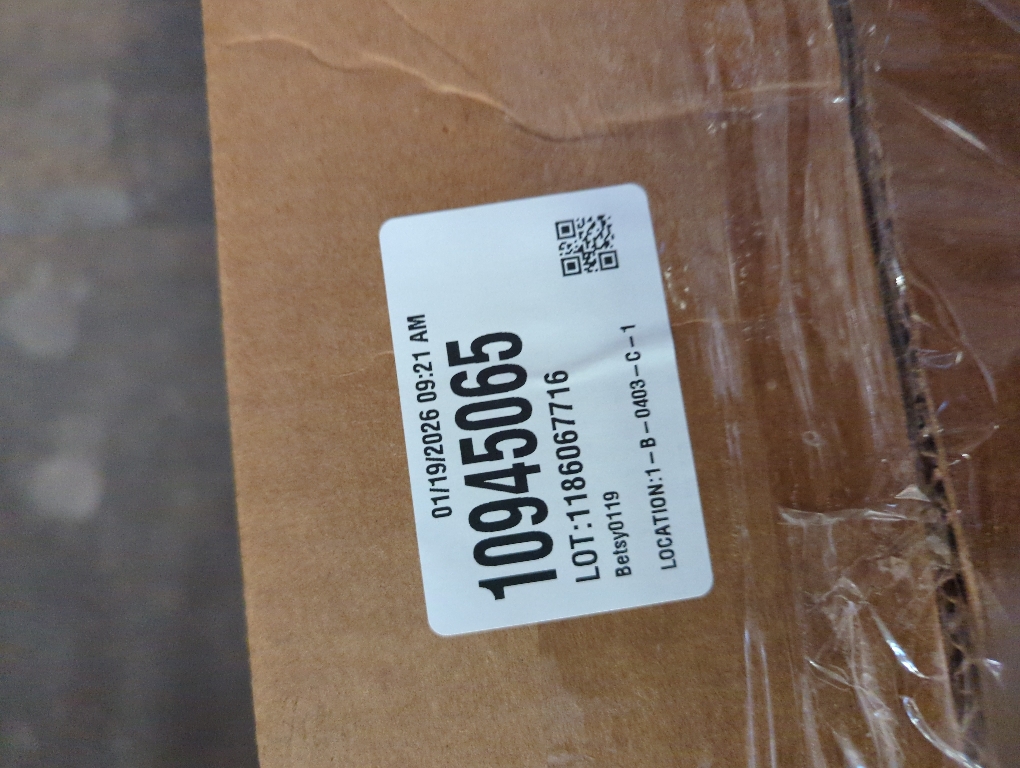 01/19/2026 09:21 AM
10945065
LOT:1186067716
Betsy0119
LOCATION:1-B-0403-C-1